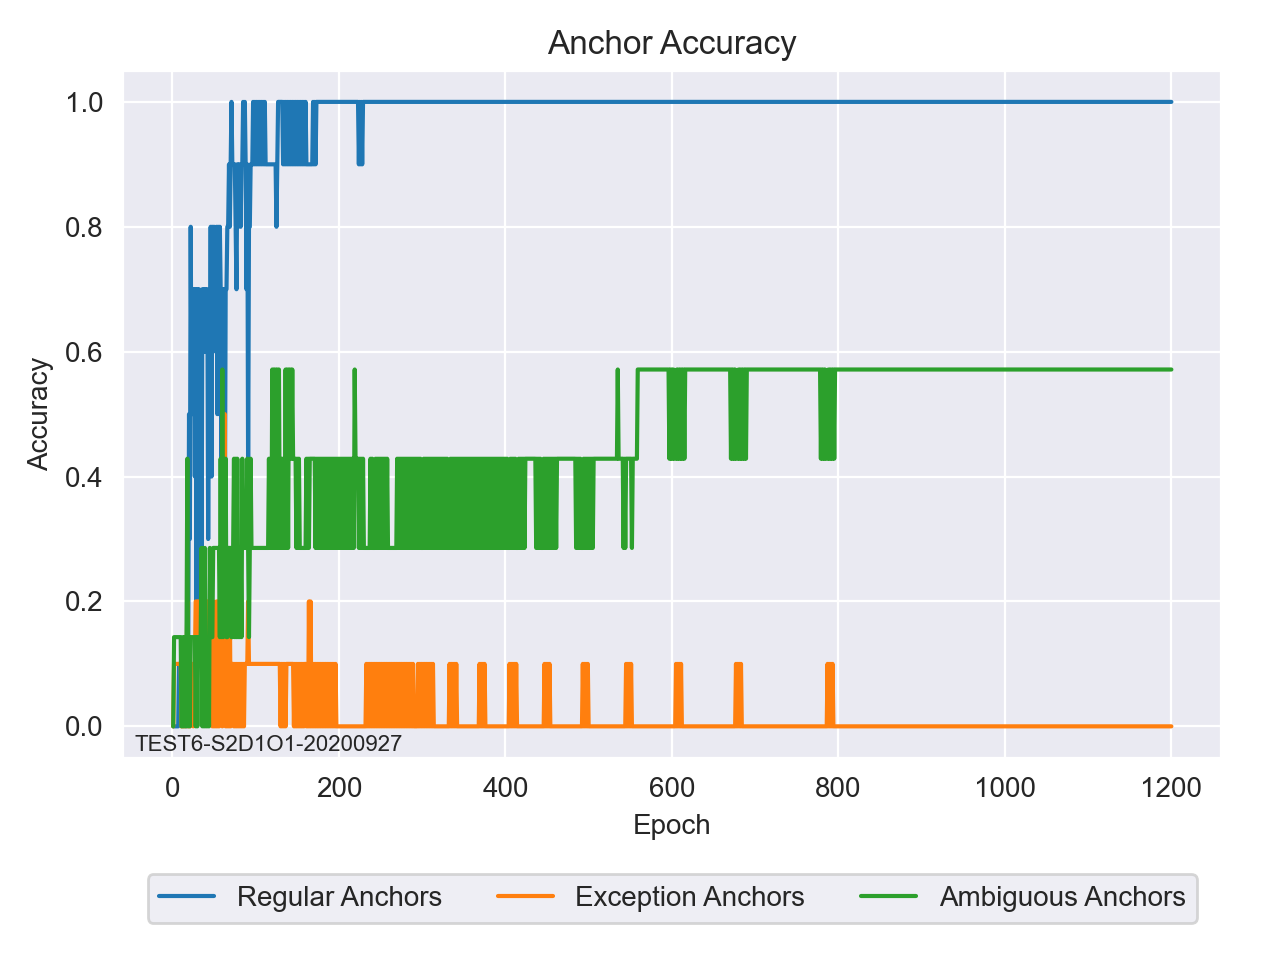 Anchor Accuracy
1.0
0.8
0.6
0.4
0.2
0.0
Accuracy
TEST6-S2D1O1-20200927
0 200 400 600 800 1000 1200
Epoch
Regular Anchors Exception Anchors Ambiguous Anchors